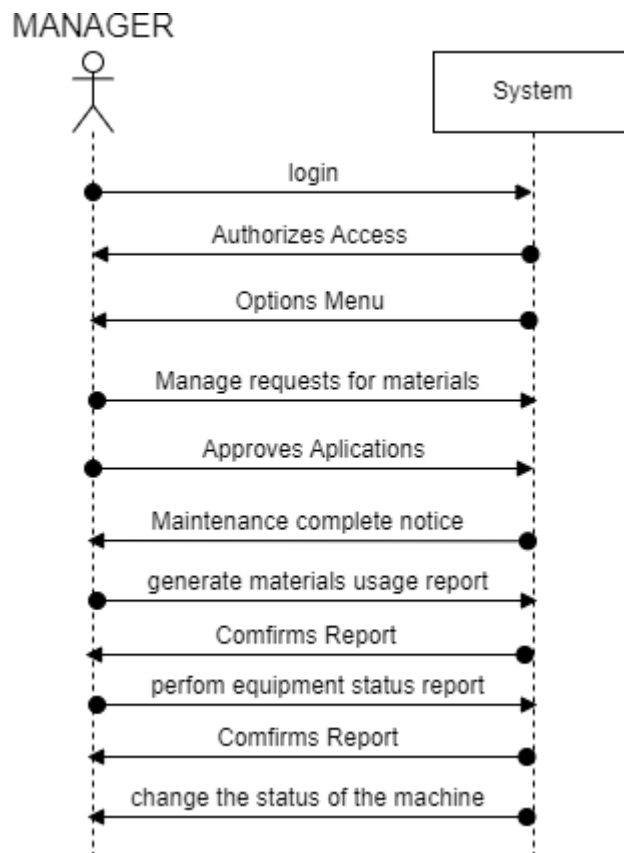 MANAGER
System
login
Authorizes Access
Options Menu
Manage requests for materials
Approves Aplications
Maintenance complete notice
generate materials usage report
Comfirms Report
perfom equipment status report
Comfirms Report
change the status of the machine